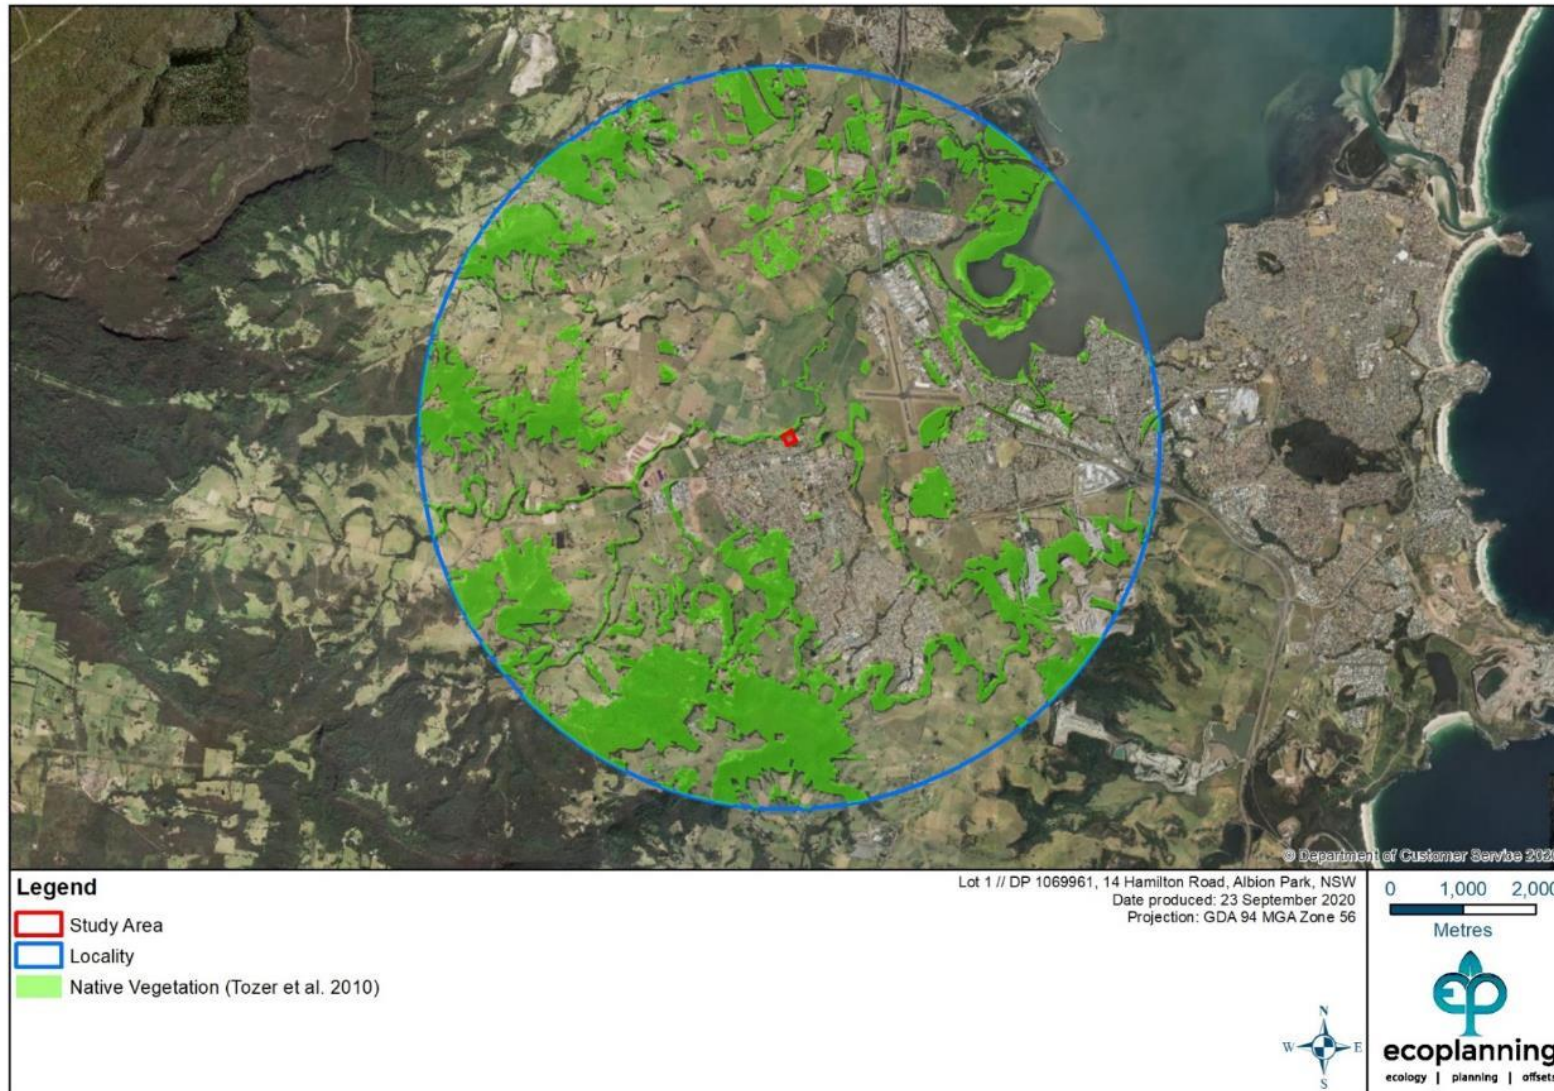 © Department of Customer Service 2020
Legend
Study Area
Locality
Native Vegetation (Tozer et al. 2010)
Lot 1 // DP 1069961, 14 Hamilton Road, Albion Park, NSW
Date produced: 23 September 2020
Projection: GDA 94 MGA Zone 56
0 1,000 2,000
Metres
N
W E
S
ep
ecoplanning
ecology | planning | offsets